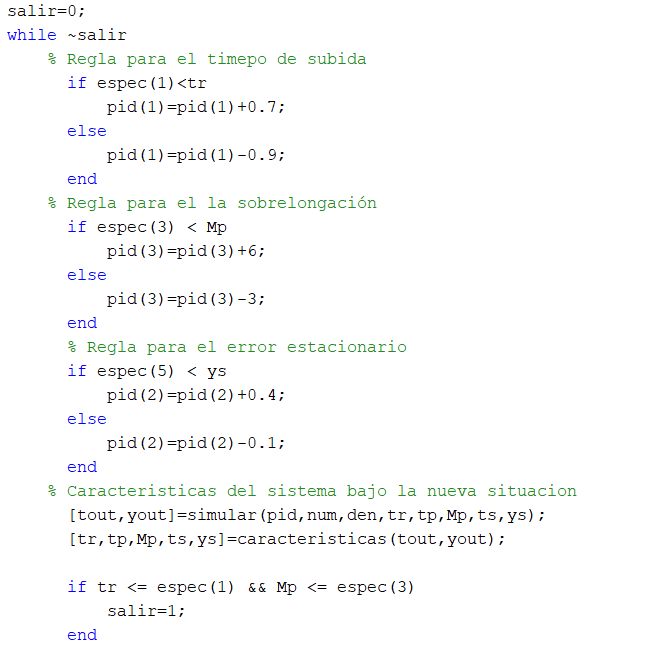 salir=0;
while ~salir
% Regla para el timepo de subida
if espec(1)<tr
pid(1)=pid(1)+0.7;
else
pid(1)=pid(1)-0.9;
end
% Regla para el la sobrelongación
if espec(3) < Mp
pid(3)=pid(3)+6;
else
pid(3)=pid(3)-3;
end
% Regla para el error estacionario
if espec(5) < ys
pid(2)=pid(2)+0.4;
else
pid(2)=pid(2)-0.1;
end
% Caracteristicas del sistema bajo la nueva situacion
[tout,yout]=simular(pid,num,den,tr,tp,Mp,ts,ys);
[tr,tp,Mp,ts,ys]=caracteristicas(tout,yout);
if tr <= espec(1) && Mp <= espec(3)
salir=1;
end